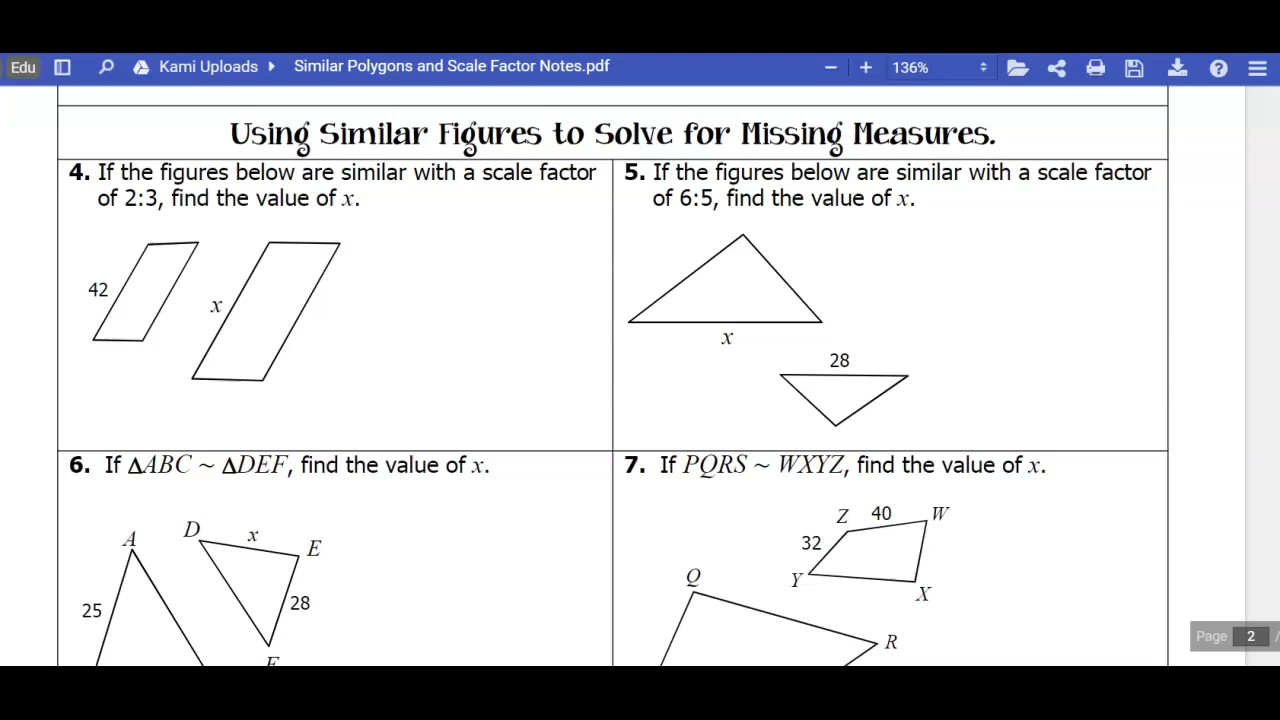 Edu
Kami Uploads
Similar Polygons and Scale Factor Notes.pdf
136%
Using Similar Figures to Solve for Missing Measures.
4. If the figures below are similar with a scale factor
of 2:3, find the value of x.
42
x
5. If the figures below are similar with a scale factor
of 6:5, find the value of x.
x
28
6. If ΔABC ~ ΔDEF, find the value of x.
A
D
x
E
25
28
F
7. If PQRS ~ WXYZ, find the value of x.
Z
40
W
32
Y
X
Q
R
Page 2 /